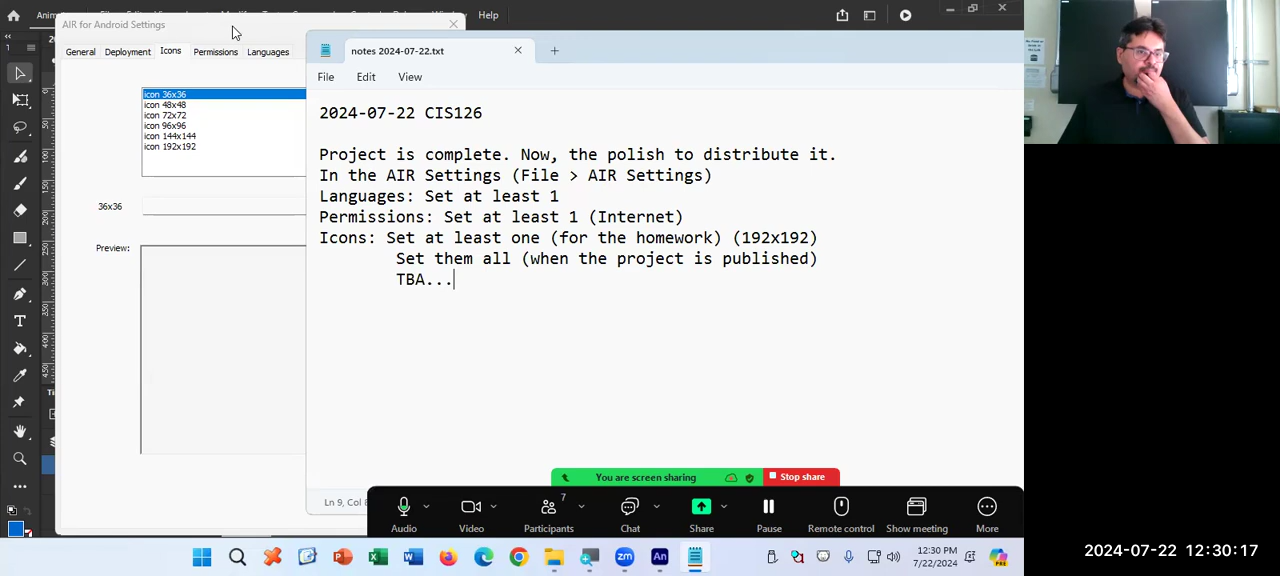 Anim
Help
AIR for Android Settings
General Deployment Icons Permissions Languages
icon 36x36
icon 48x48
icon 72x72
icon 96x96
icon 144x144
icon 192x192
36x36
Preview:
notes 2024-07-22.txt
File Edit View
2024-07-22 CIS126
Project is complete. Now, the polish to distribute it.
In the AIR Settings (File > AIR Settings)
Languages: Set at least 1
Permissions: Set at least 1 (Internet)
Icons: Set at least one (for the homework) (192x192)
Set them all (when the project is published)
TBA...
Ln 9, Col
You are screen sharing
Stop share
7
Audio Video Participants Chat Share Pause Remote control Show meeting More
12:30 PM
7/22/2024
2024-07-22 12:30:17